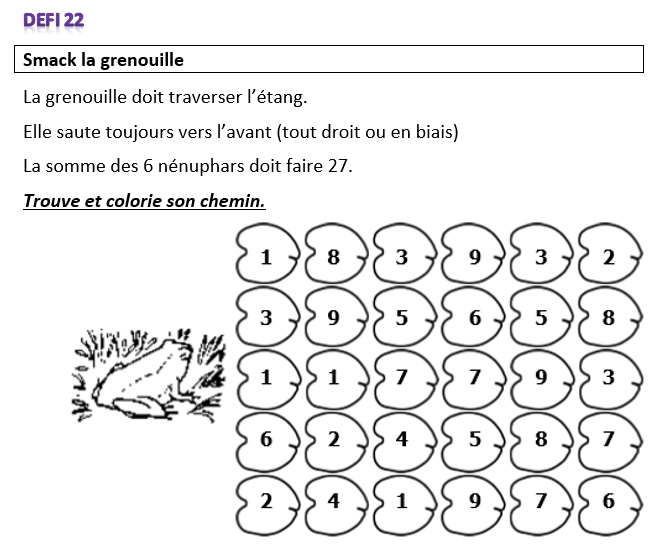 DEFI 22
Smack la grenouille
La grenouille doit traverser l’étang.
Elle saute toujours vers l’avant (tout droit ou en biais)
La somme des 6 nénuphars doit faire 27.
Trouve et colorie son chemin.
1 8 3 9 3 2
3 9 5 6 5 8
1 1 7 7 9 3
6 2 4 5 8 7
2 4 1 9 7 6